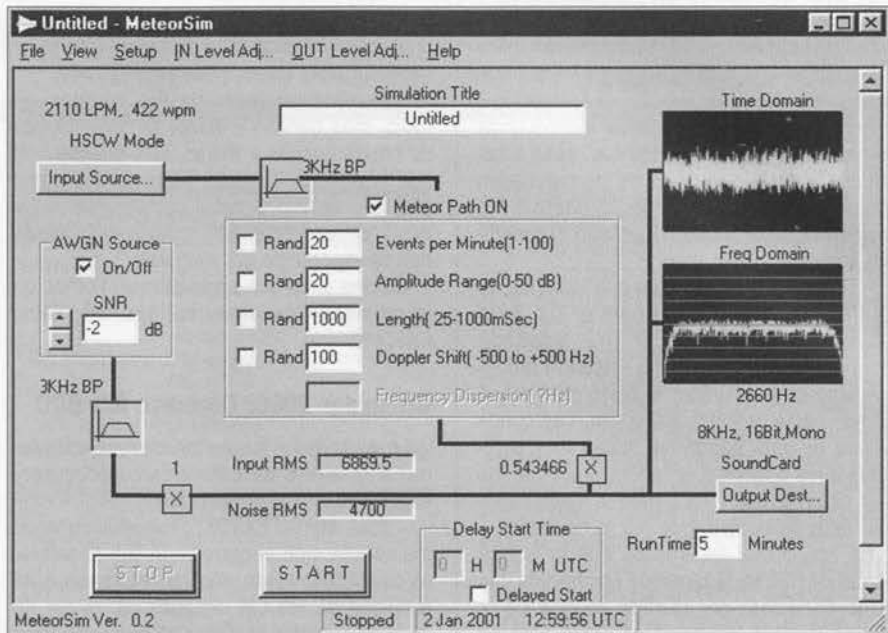 Untitled - MeteorSim
File View Setup IN Level Adj... OUT Level Adj... Help
2110 LPM, 422 wpm
HSCW Mode
Input Source...
Simulation Title
Untitled
3KHz BP
Meteor Path ON
Time Domain
AWGN Source
On/Off
SNR
-2 dB
Rand 20 Events per Minute(1-100)
Rand 20 Amplitude Range(0-50 dB)
Rand 1000 Length( 25-1000mSec)
Rand 100 Doppler Shift( -500 to +500 Hz)
Frequency Dispersion( ?Hz)
Freq Domain
2660 Hz
8KHz, 16Bit,Mono
3KHz BP
1
X
Input RMS 6869.5
Noise RMS 4700
0.543466 X
SoundCard
Output Dest...
RunTime 5 Minutes
STOP
START
Delay Start Time
0 H 0 M UTC
Delayed Start
MeteorSim Ver. 0.2 Stopped 2 Jan 2001 12:59:56 UTC